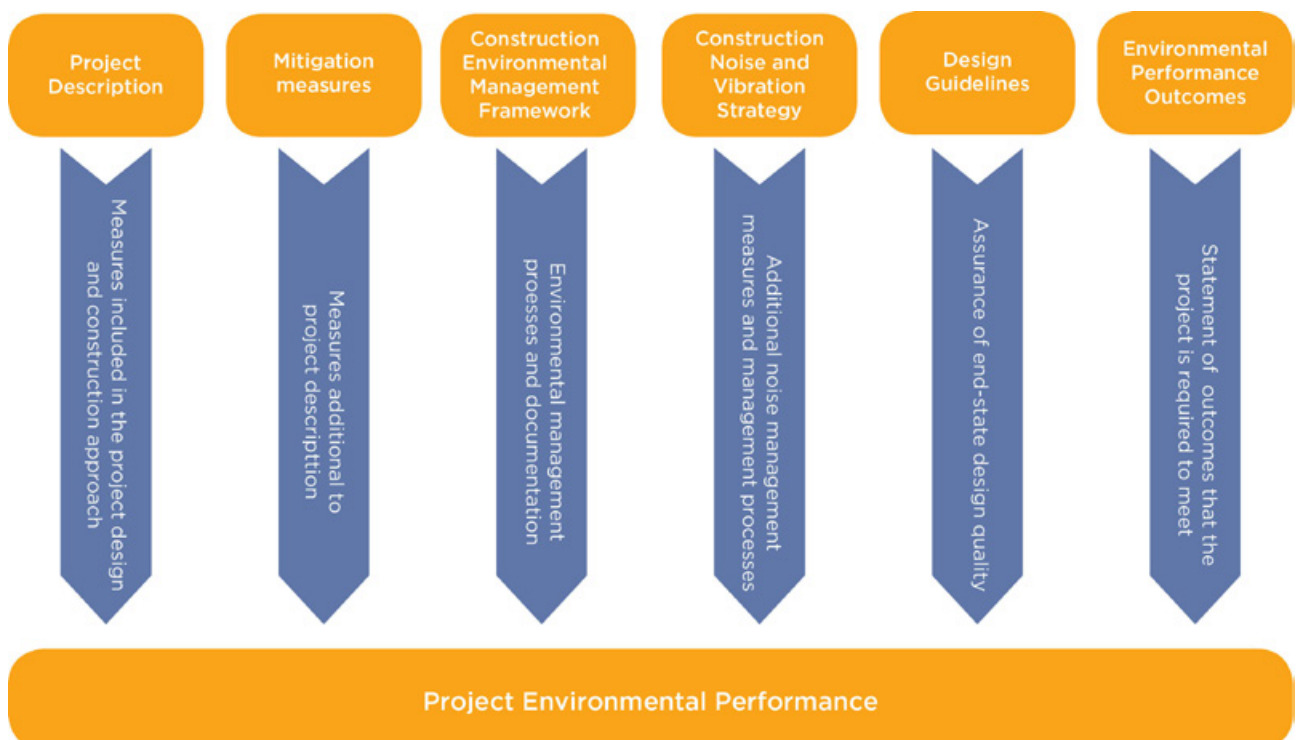 Project
Description
Mitigation
measures
Construction
Environmental
Management
Framework
Construction
Noise and
Vibration
Strategy
Design
Guidelines
Environmental
Performance
Outcomes
Measures included in the project design
and construction approach
Measures additional to
project descripttion
Environmental management
proesses and documentation
Additional noise management
measures and management processes
Assurance of end-state design quality
Statement of outcomes that the
project is required to meet
Project Environmental Performance